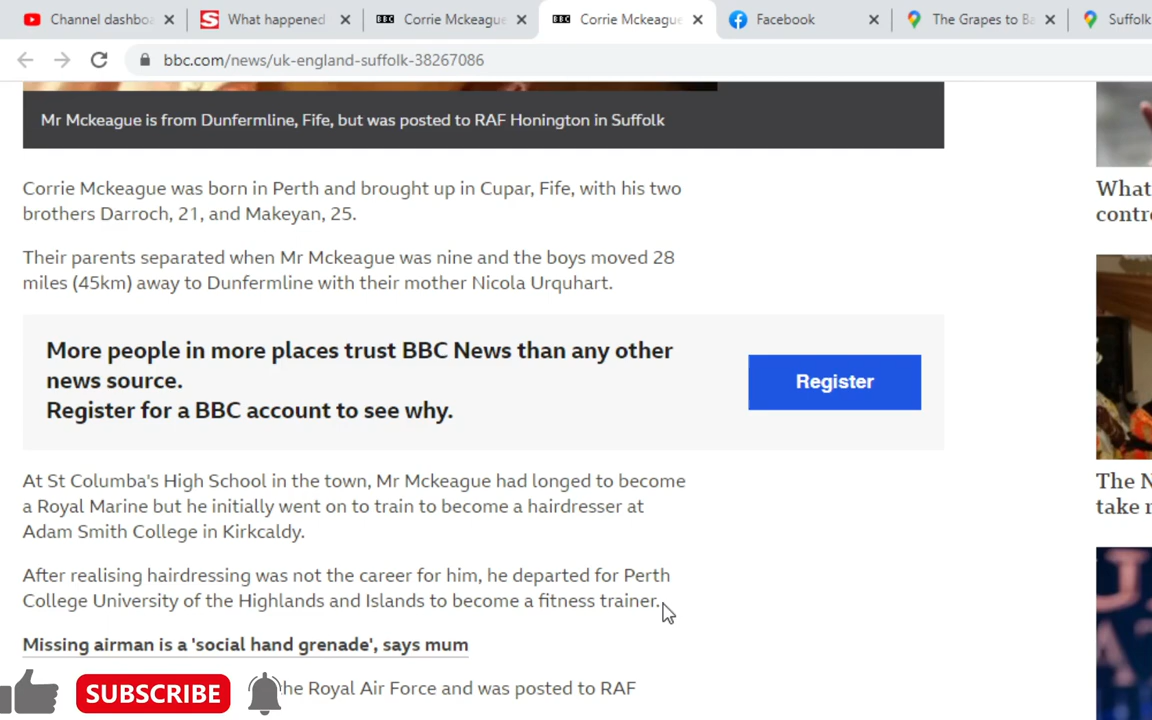 Channel dashbo
What happened
BBC Corrie Mckeague
BBC Corrie Mckeague
Facebook
The Grapes to Ba
Suffolk
bbc.com/news/uk-england-suffolk-38267086
Mr Mckeague is from Dunfermline, Fife, but was posted to RAF Honington in Suffolk
Corrie Mckeague was born in Perth and brought up in Cupar, Fife, with his two
brothers Darroch, 21, and Makeyan, 25.
Their parents separated when Mr Mckeague was nine and the boys moved 28
miles (45km) away to Dunfermline with their mother Nicola Urquhart.
More people in more places trust BBC News than any other
news source.
Register for a BBC account to see why.
Register
At St Columba's High School in the town, Mr Mckeague had longed to become
a Royal Marine but he initially went on to train to become a hairdresser at
Adam Smith College in Kirkcaldy.
After realising hairdressing was not the career for him, he departed for Perth
College University of the Highlands and Islands to become a fitness trainer.
Missing airman is a 'social hand grenade', says mum
he Royal Air Force and was posted to RAF
SUBSCRIBE
What
contr
The N
take r